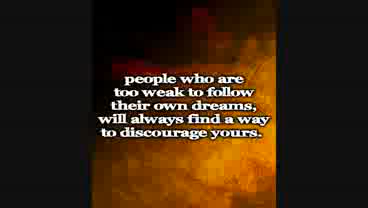 people who are
too weak to follow
their own dreams,
will always find a way
to discourage yours.